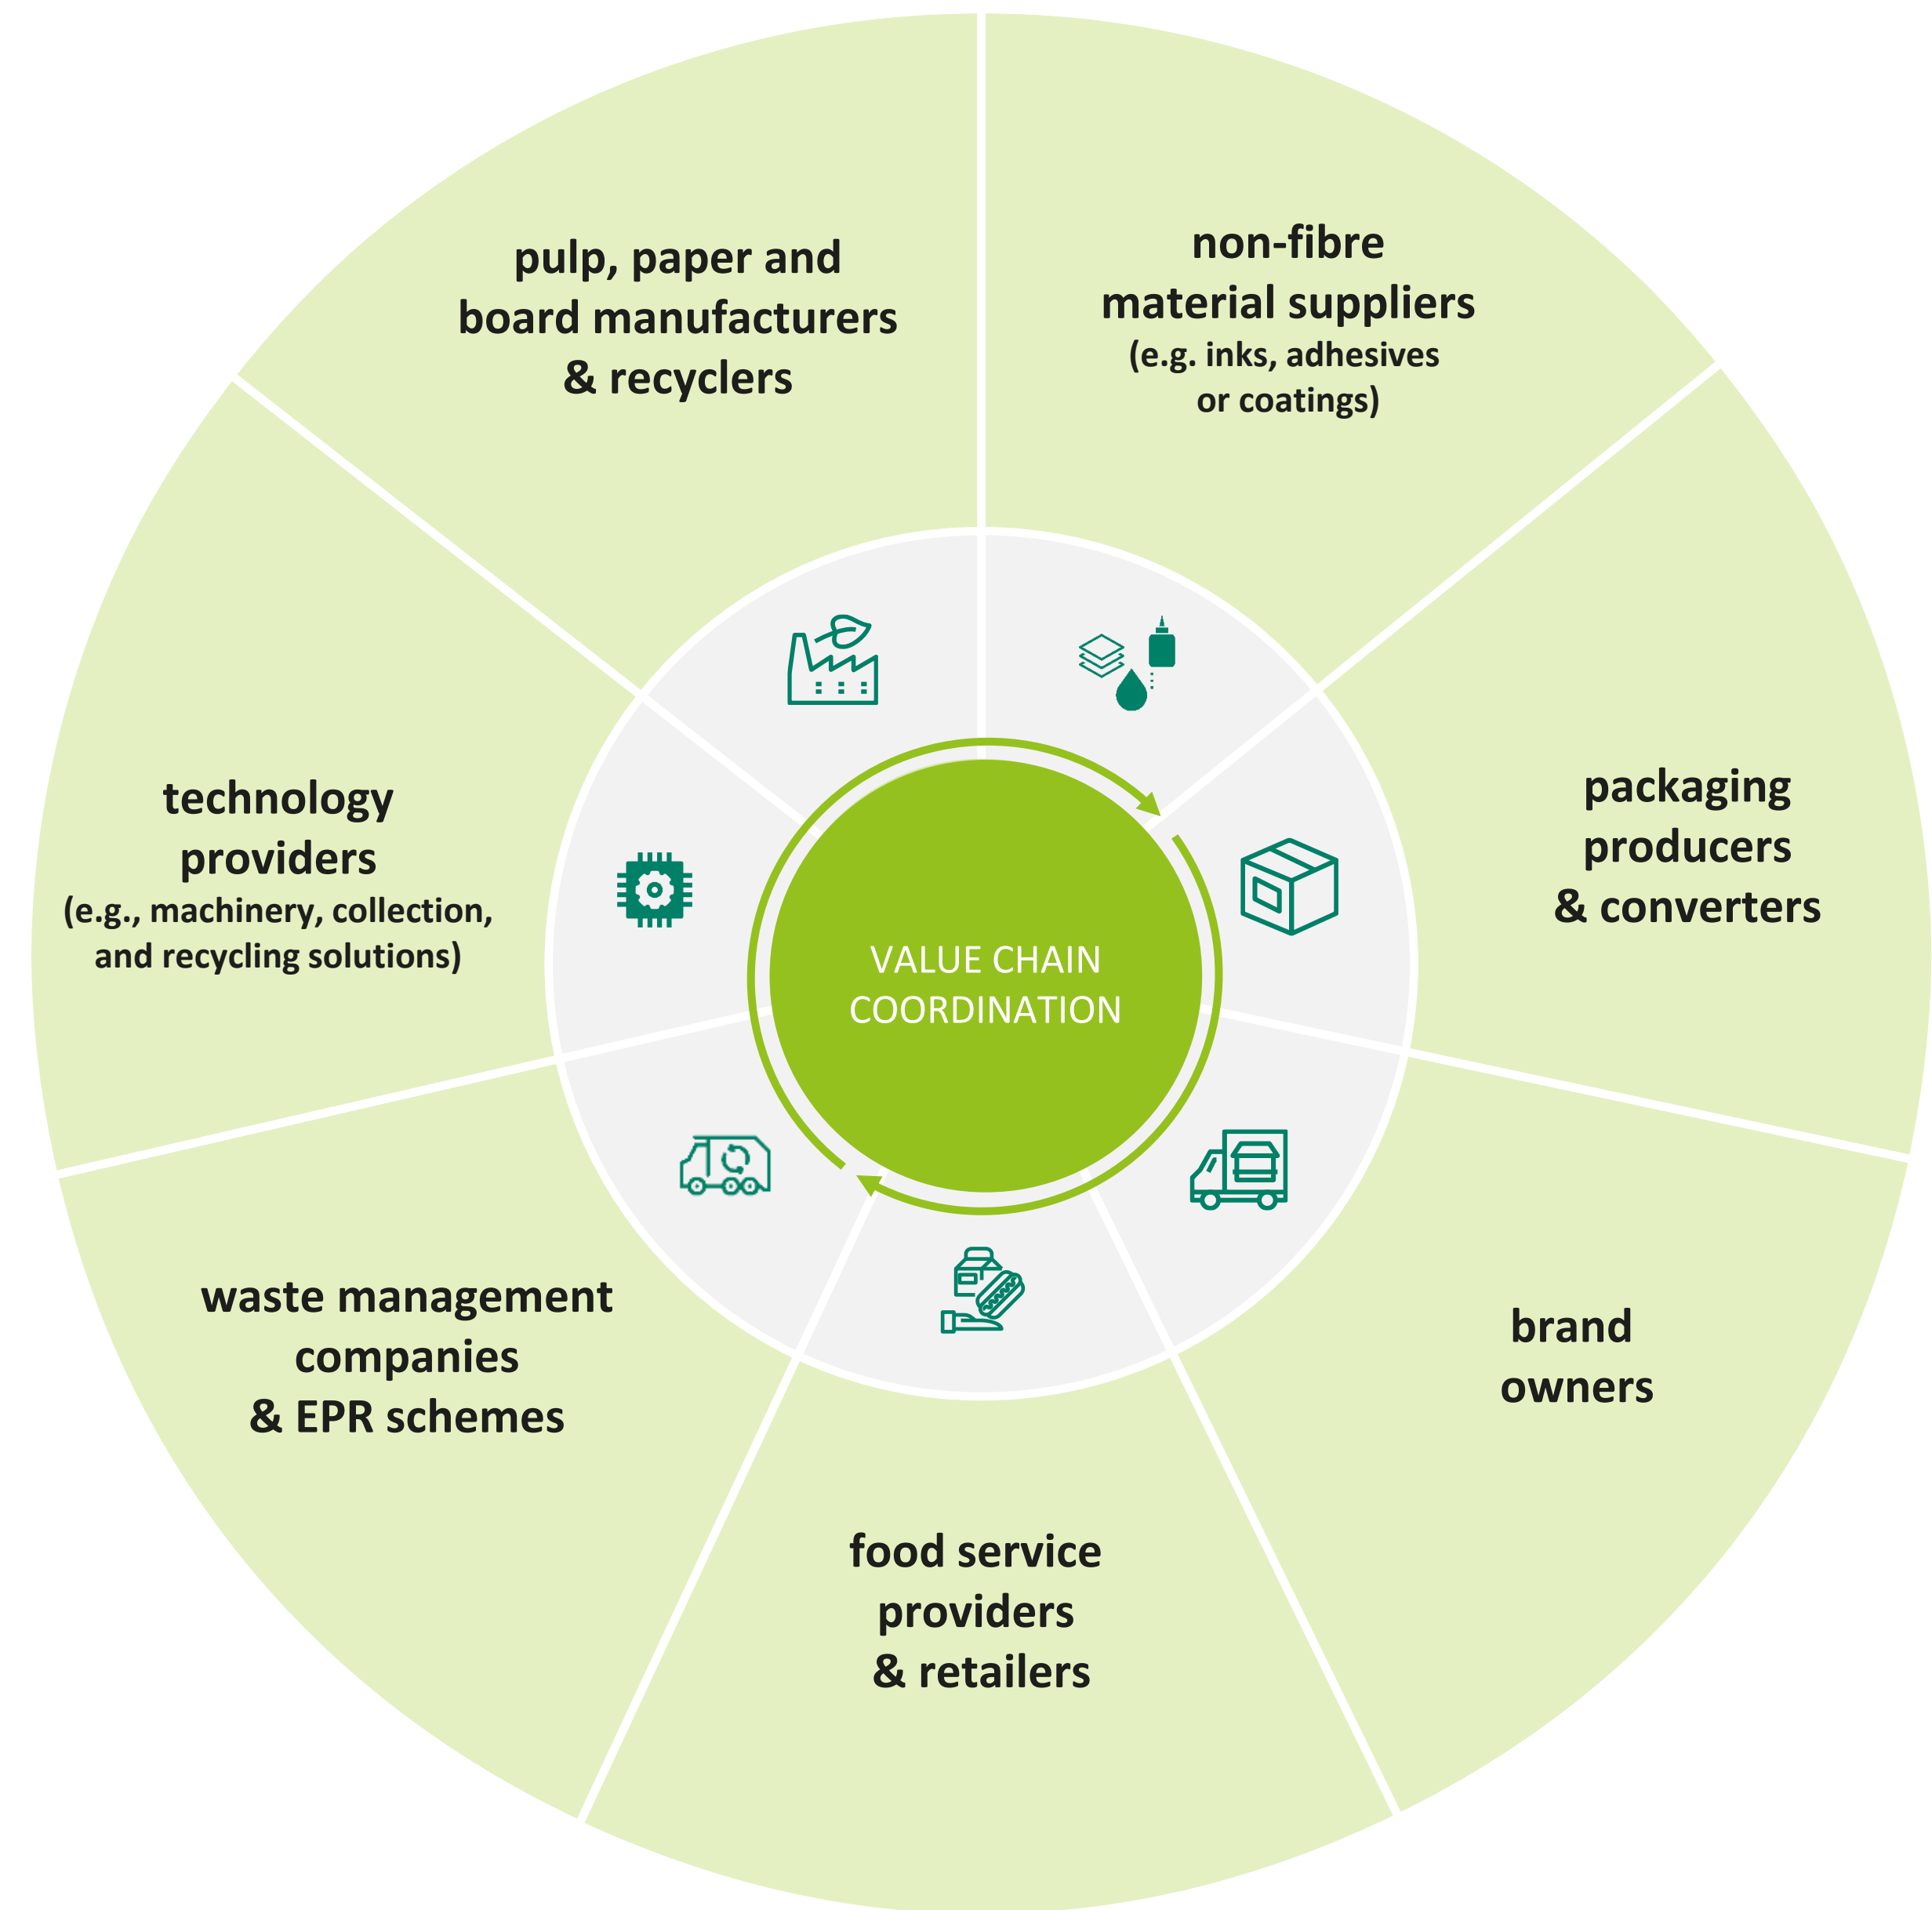 pulp, paper and
board manufacturers
& recyclers
non-fibre
material suppliers
(e.g. inks, adhesives
or coatings)
technology
providers
(e.g., machinery, collection,
and recycling solutions)
packaging
producers
& converters
VALUE CHAIN
COORDINATION
waste management
companies
& EPR schemes
brand
owners
food service
providers
& retailers